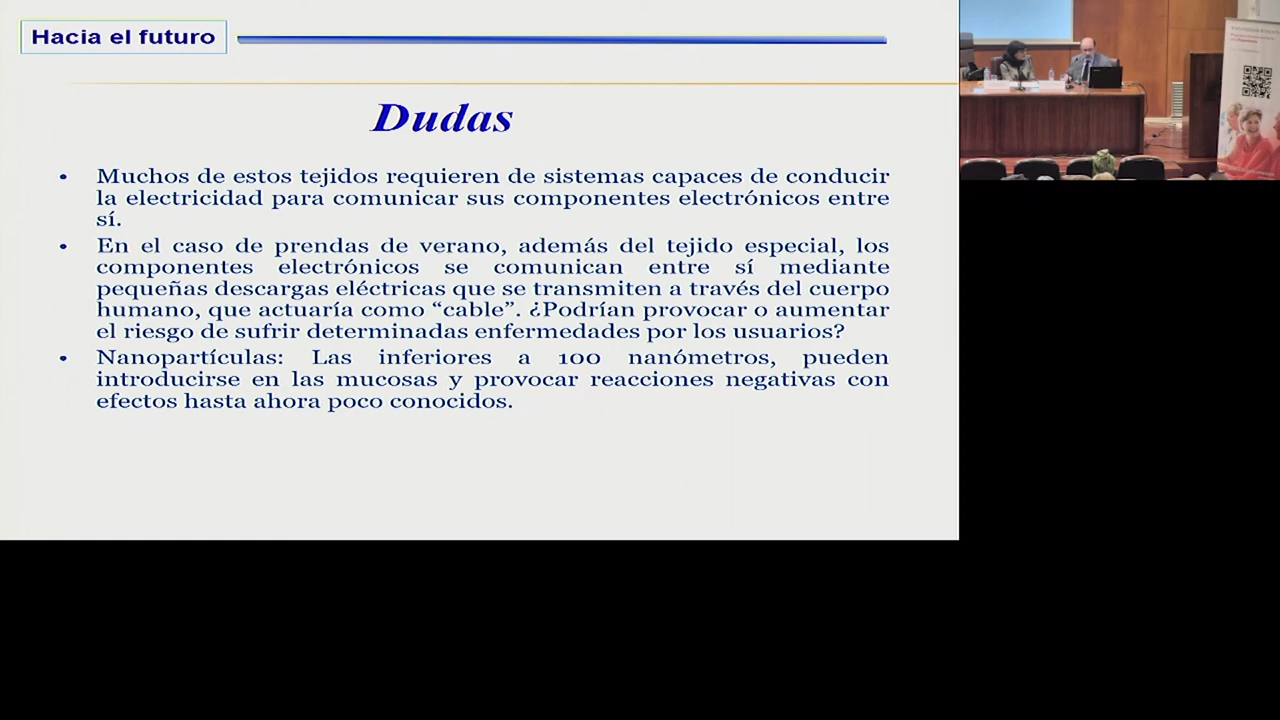 Hacia el futuro
Dudas
• Muchos de estos tejidos requieren de sistemas capaces de conducir
la electricidad para comunicar sus componentes electrónicos entre
sí.
• En el caso de prendas de verano, además del tejido especial, los
componentes electrónicos se comunican entre sí mediante
pequeñas descargas eléctricas que se transmiten a través del cuerpo
humano, que actuaría como “cable”. ¿Podrían provocar o aumentar
el riesgo de sufrir determinadas enfermedades por los usuarios?
• Nanopartículas: Las inferiores a 100 nanómetros, pueden
introducirse en las mucosas y provocar reacciones negativas con
efectos hasta ahora poco conocidos.